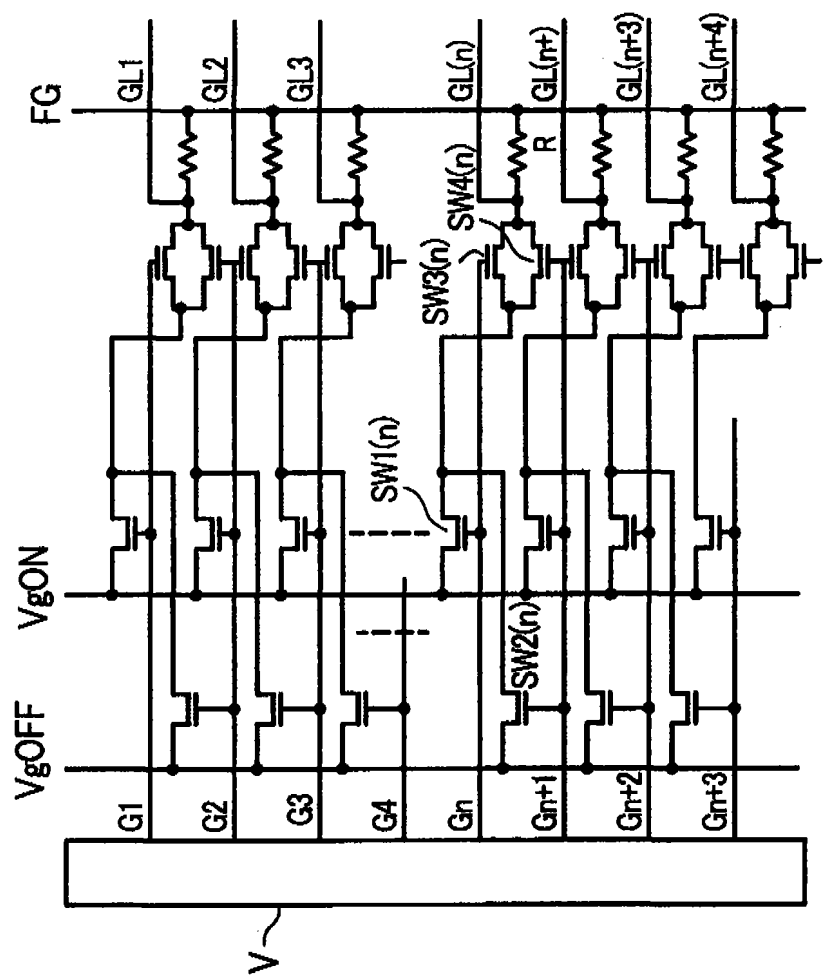 FG
GL1
GL2
GL3
GL(n)
GL(n+)
GL(n+3)
GL(n+4)
R
SW4(n)
SW3(n)
SW1(n)
VgON
SW2(n)
VgOFF
G1
G2
G3
G4
Gn
Gn+1
Gn+2
Gn+3
V